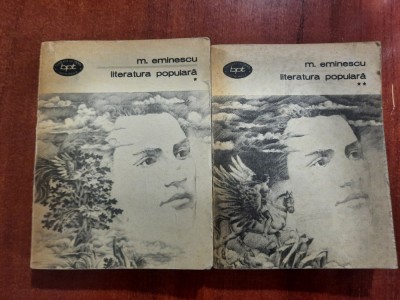 bpt
m. eminescu
literatura populară
*
bpt
m. eminescu
literatura populară
**